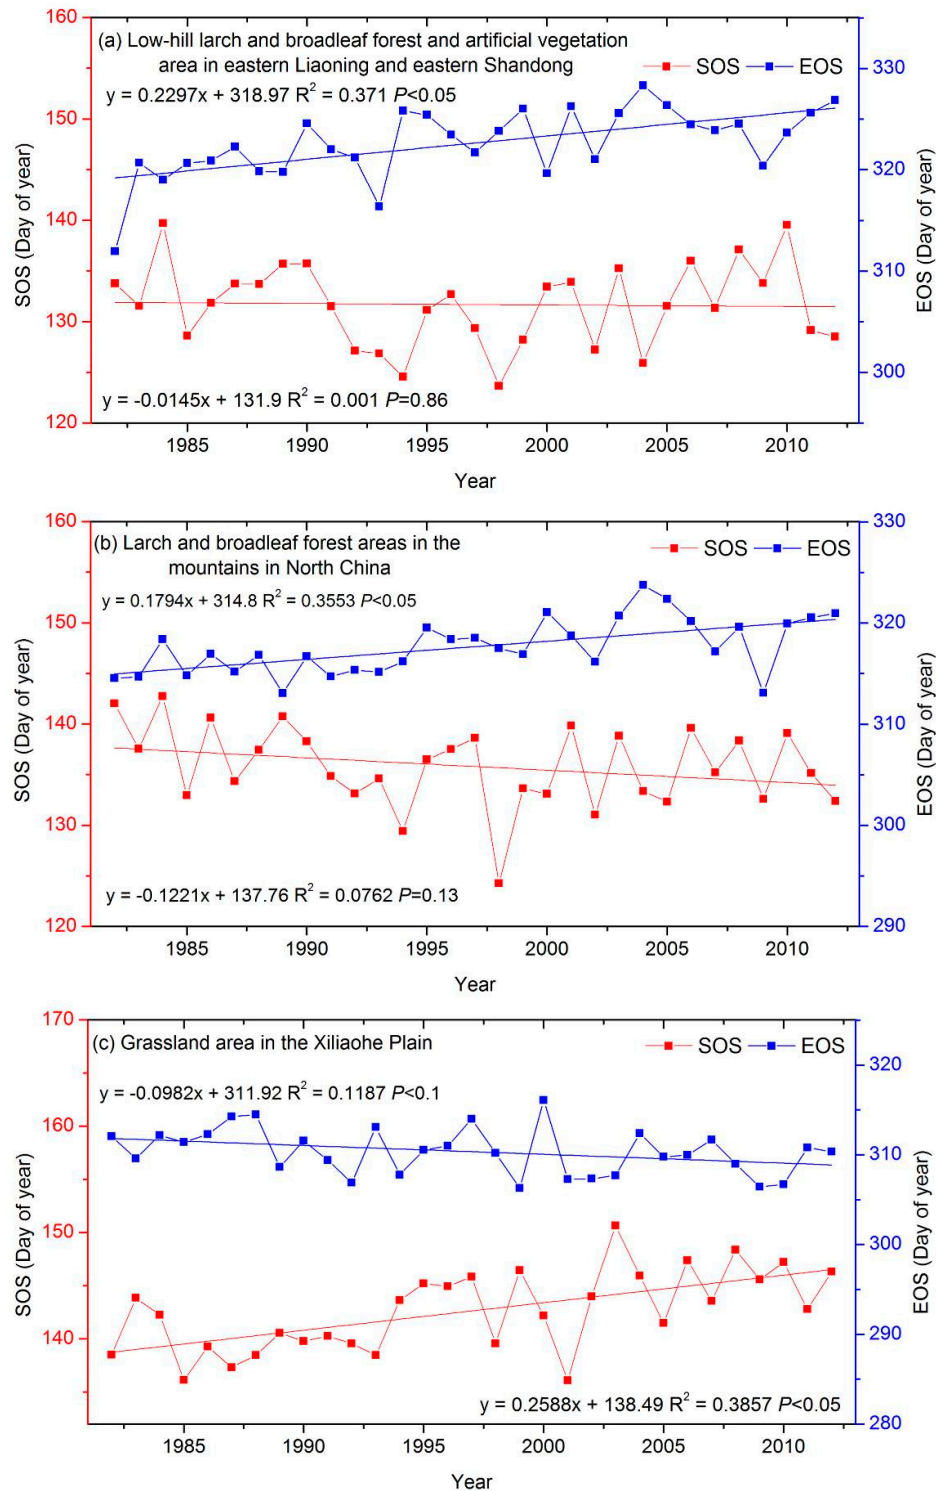 160
(a) Low-hill larch and broadleaf forest and artificial vegetation
area in eastern Liaoning and eastern Shandong
SOS
EOS
y = 0.2297x + 318.97 R² = 0.371 P<0.05
330
150
320
140
SOS (Day of year)
EOS (Day of year)
310
130
300
y = -0.0145x + 131.9 R² = 0.001 P=0.86
120
1985 1990 1995 2000 2005 2010
Year
160
330
(b) Larch and broadleaf forest areas in the
mountains in North China
SOS
EOS
y = 0.1794x + 314.8 R² = 0.3553 P<0.05
150
320
140
310
SOS (Day of year)
EOS (Day of year)
130
300
y = -0.1221x + 137.76 R² = 0.0762 P=0.13
120
290
1985 1990 1995 2000 2005 2010
Year
170
(c) Grassland area in the Xiliaohe Plain
SOS
EOS
320
y = -0.0982x + 311.92 R² = 0.1187 P<0.1
160
310
SOS (Day of year)
EOS (Day of year)
150
300
140
290
y = 0.2588x + 138.49 R² = 0.3857 P<0.05
280
1985 1990 1995 2000 2005 2010
Year